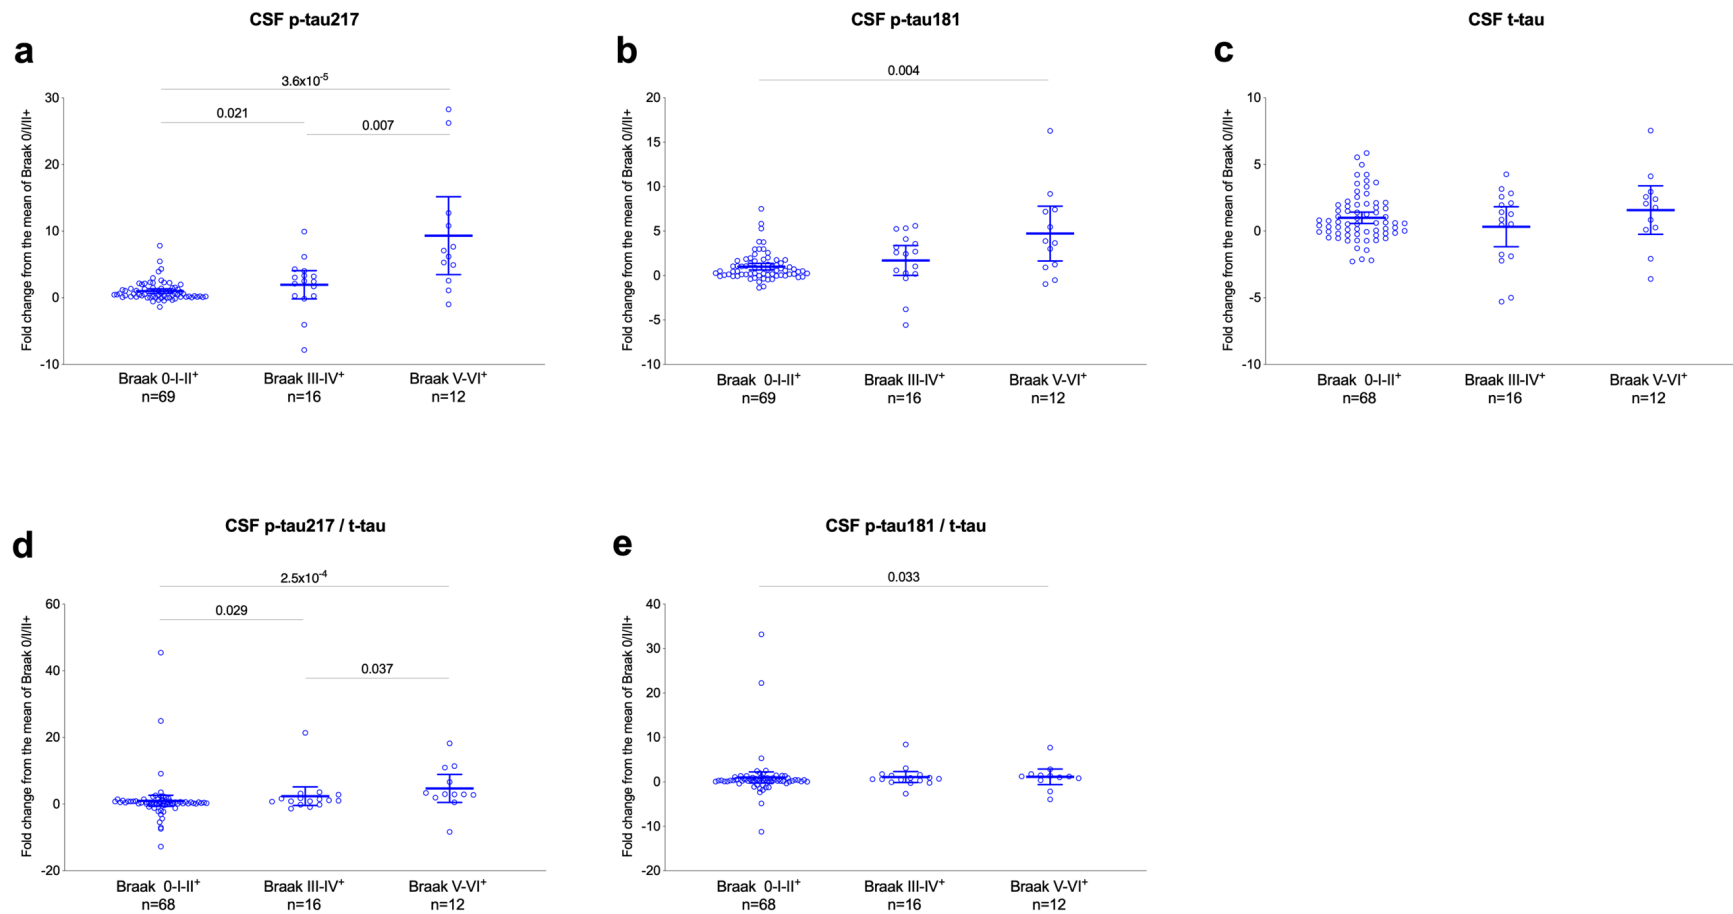 CSF p-tau217
CSF p-tau181
CSF t-tau
a
b
c
3.6x10⁻⁵
0.021
0.007
Fold change from the mean of Braak 0/I/II+
30
20
10
0
-10
Braak 0-I-II⁺
n=69
Braak III-IV⁺
n=16
Braak V-VI⁺
n=12
0.004
Fold change from the mean of Braak 0/I/II+
20
15
10
5
0
-5
-10
Braak 0-I-II⁺
n=69
Braak III-IV⁺
n=16
Braak V-VI⁺
n=12
Fold change from the mean of Braak 0/I/II+
10
5
0
-5
-10
Braak 0-I-II⁺
n=68
Braak III-IV⁺
n=16
Braak V-VI⁺
n=12
CSF p-tau217 / t-tau
CSF p-tau181 / t-tau
d
e
2.5x10⁻⁴
0.029
0.037
Fold change from the mean of Braak 0/I/II+
60
40
20
0
-20
Braak 0-I-II⁺
n=68
Braak III-IV⁺
n=16
Braak V-VI⁺
n=12
0.033
Fold change from the mean of Braak 0/I/II+
40
30
20
10
0
-10
-20
Braak 0-I-II⁺
n=68
Braak III-IV⁺
n=16
Braak V-VI⁺
n=12